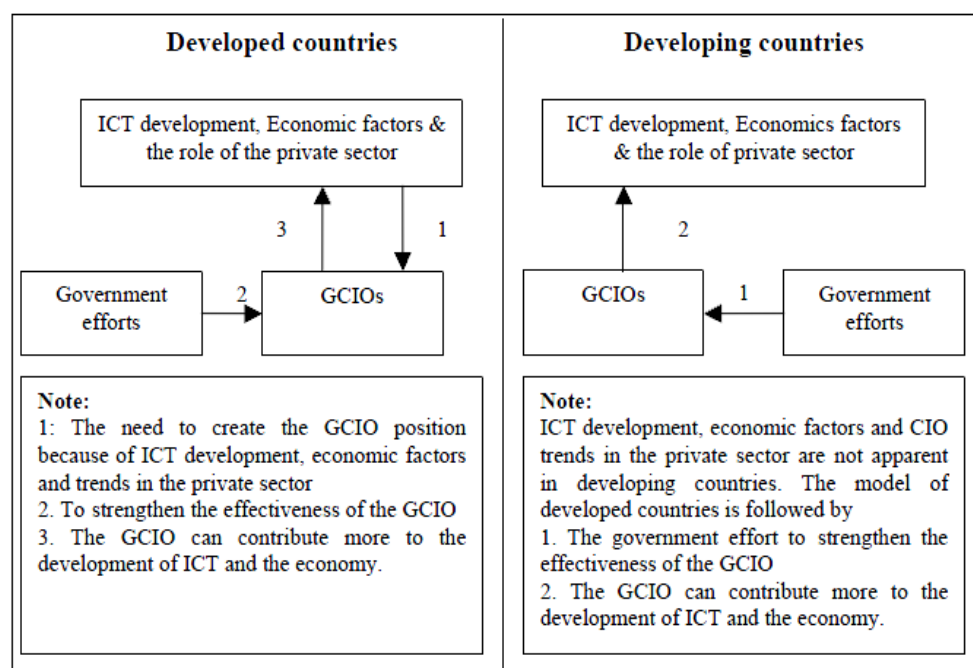 Developed countries
ICT development, Economic factors &
the role of the private sector
3
1
Government
efforts
2
GCIOs
Note:
1: The need to create the GCIO position
because of ICT development, economic factors
and trends in the private sector
2. To strengthen the effectiveness of the GCIO
3. The GCIO can contribute more to the
development of ICT and the economy.
Developing countries
ICT development, Economics factors
& the role of private sector
2
GCIOs
1
Government
efforts
Note:
ICT development, economic factors and CIO
trends in the private sector are not apparent
in developing countries. The model of
developed countries is followed by
1. The government effort to strengthen the
effectiveness of the GCIO
2. The GCIO can contribute more to the
development of ICT and the economy.